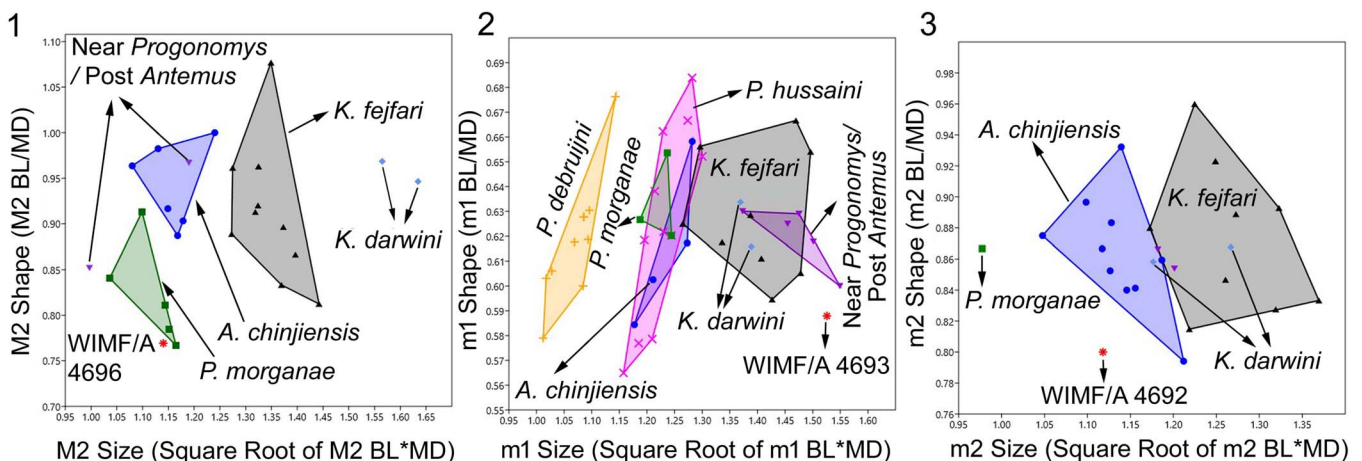 1
M2 Shape (M2 BL/MD)
1.10
1.05
1.00
0.95
0.90
0.85
0.80
0.75
0.70
Near Progonomys
/ Post Antemus
K. fejfari
K. darwini
A. chinjiensis
P. morganae
WIMF/A
4696
0.95 1.00 1.05 1.10 1.15 1.20 1.25 1.30 1.35 1.40 1.45 1.50 1.55 1.60 1.65
M2 Size (Square Root of M2 BL*MD)
2
m1 Shape (m1 BL/MD)
0.69
0.68
0.67
0.66
0.65
0.64
0.63
0.62
0.61
0.60
0.59
0.58
0.57
0.56
0.55
P. debruijni
P. morganae
P. hussaini
K. fejfari
Near Progonomys/
Post Antemus
K. darwini
A. chinjiensis
WIMF/A 4693
0.95 1.00 1.05 1.10 1.15 1.20 1.25 1.30 1.35 1.40 1.45 1.50 1.55 1.60
m1 Size (Square Root of m1 BL*MD)
3
m2 Shape (m2 BL/MD)
0.98
0.96
0.94
0.92
0.90
0.88
0.86
0.84
0.82
0.80
0.78
0.76
A. chinjiensis
K. fejfari
P. morganae
K. darwini
WIMF/A 4692
1.00 1.05 1.10 1.15 1.20 1.25 1.30 1.35
m2 Size (Square Root of m2 BL*MD)